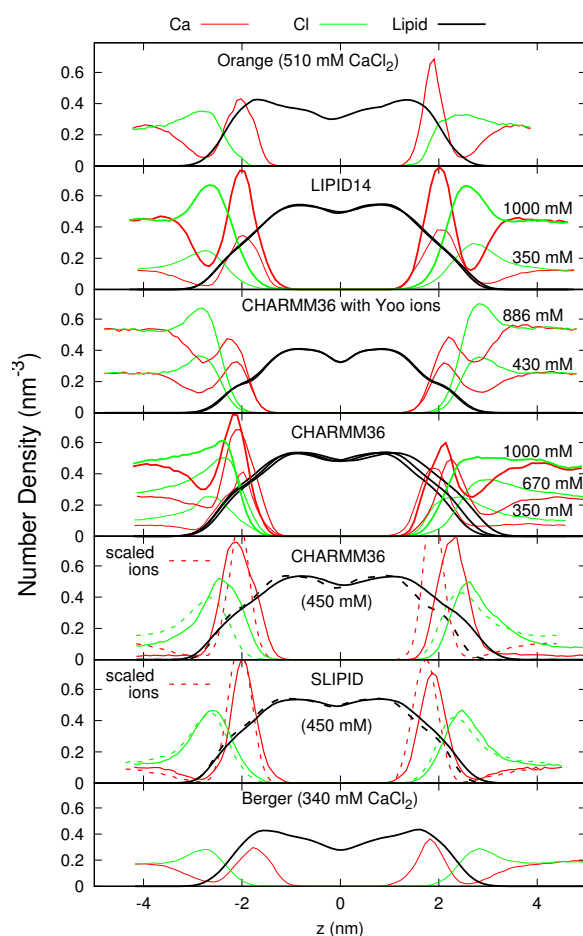 Ca Cl Lipid
Orange (510 mM CaCl₂)
0.6
0.4
0.2
0
LIPID14
1000 mM
350 mM
0.6
0.4
0.2
0
CHARMM36 with Yoo ions
886 mM
430 mM
0.6
0.4
0.2
0
CHARMM36
1000 mM
670 mM
350 mM
0.6
0.4
0.2
0
scaled
ions
CHARMM36
(450 mM)
0.6
0.4
0.2
0
scaled
ions
SLIPID
(450 mM)
0.6
0.4
0.2
0
Berger (340 mM CaCl₂)
0.6
0.4
0.2
0
-4 -2 0 2 4
z (nm)
Number Density (nm⁻³)